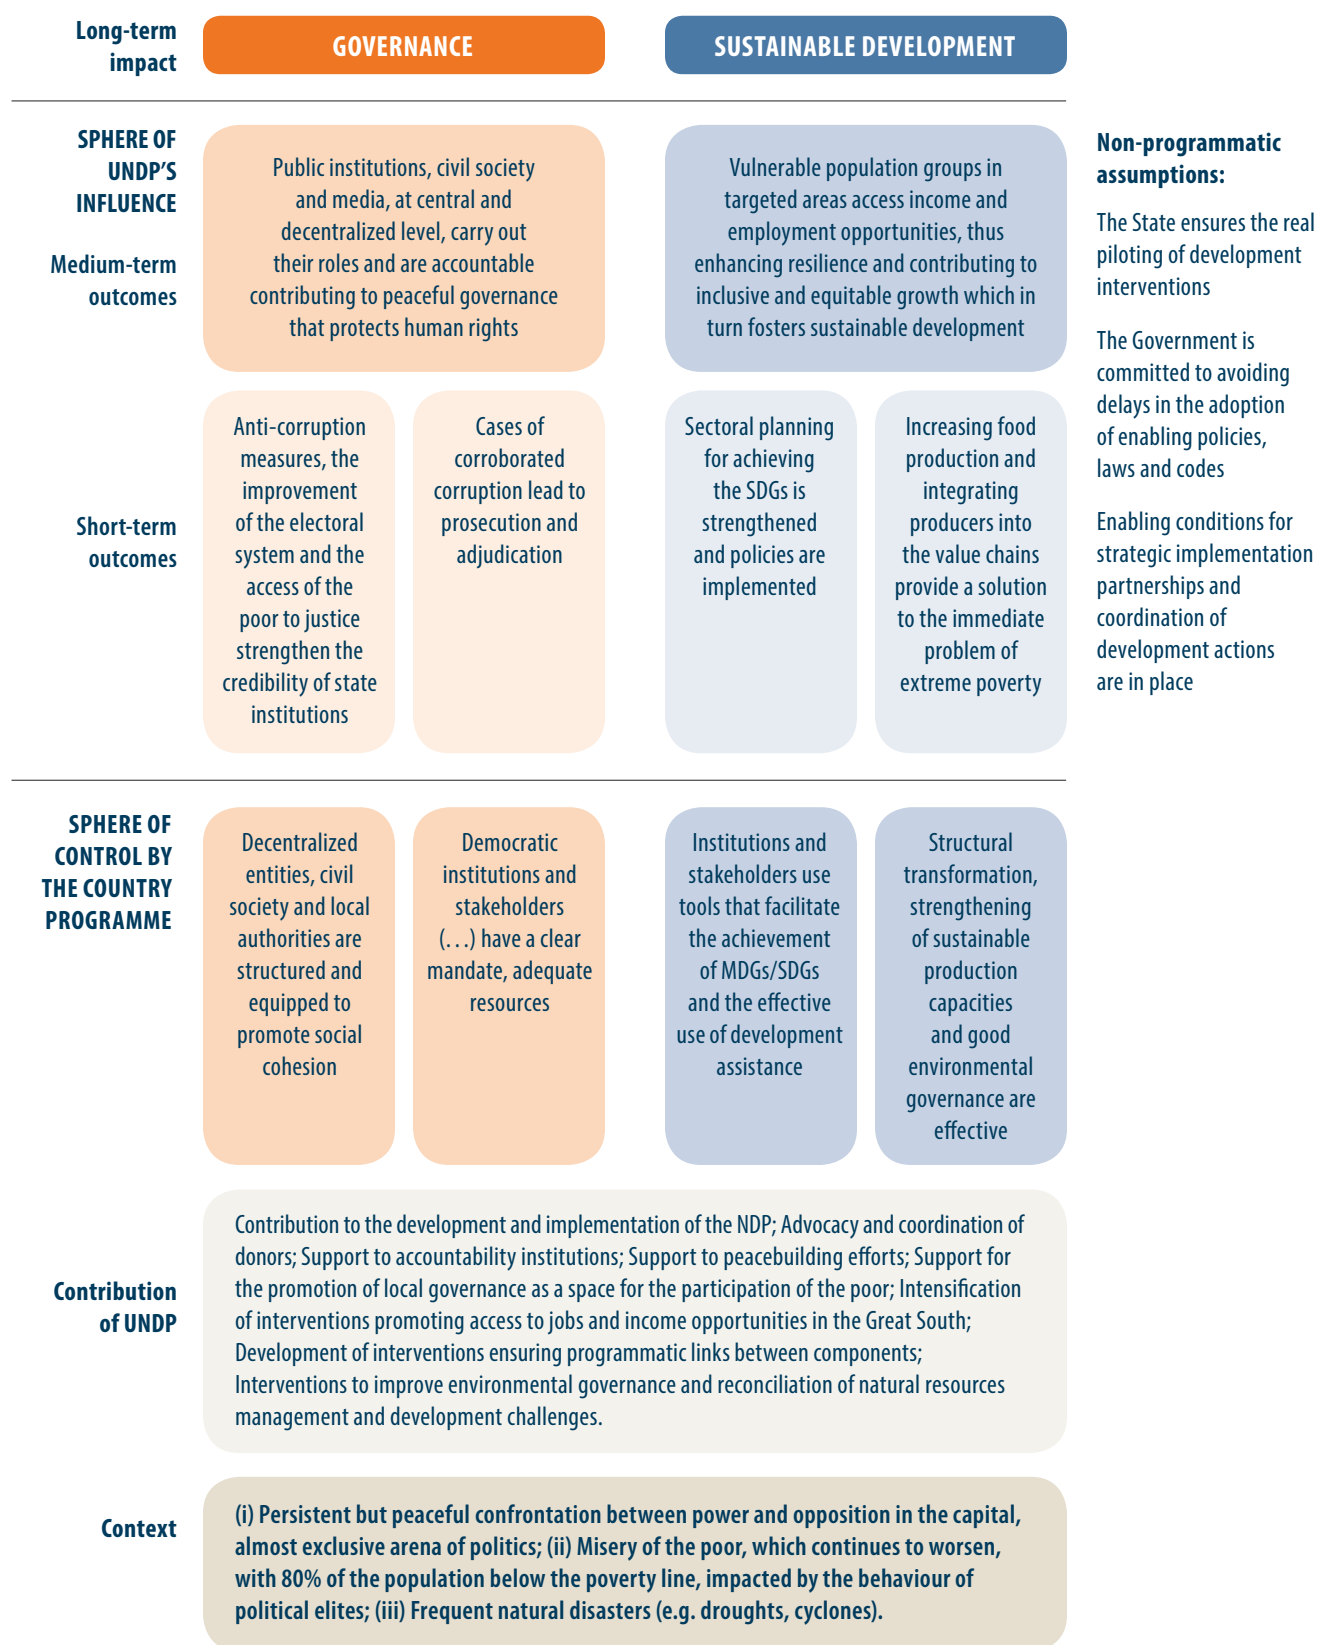 Long-term
impact
GOVERNANCE
SUSTAINABLE DEVELOPMENT
SPHERE OF
UNDP’S
INFLUENCE
Medium-term
outcomes
Public institutions, civil society
and media, at central and
decentralized level, carry out
their roles and are accountable
contributing to peaceful governance
that protects human rights
Vulnerable population groups in
targeted areas access income and
employment opportunities, thus
enhancing resilience and contributing to
inclusive and equitable growth which in
turn fosters sustainable development
Short-term
outcomes
Anti-corruption
measures, the
improvement
of the electoral
system and the
access of the
poor to justice
strengthen the
credibility of state
institutions
Cases of
corroborated
corruption lead to
prosecution and
adjudication
Sectoral planning
for achieving
the SDGs is
strengthened
and policies are
implemented
Increasing food
production and
integrating
producers into
the value chains
provide a solution
to the immediate
problem of
extreme poverty
Non-programmatic
assumptions:
The State ensures the real
piloting of development
interventions
The Government is
committed to avoiding
delays in the adoption
of enabling policies,
laws and codes
Enabling conditions for
strategic implementation
partnerships and
coordination of
development actions
are in place
SPHERE OF
CONTROL BY
THE COUNTRY
PROGRAMME
Decentralized
entities, civil
society and local
authorities are
structured and
equipped to
promote social
cohesion
Democratic
institutions and
stakeholders
(…) have a clear
mandate, adequate
resources
Institutions and
stakeholders use
tools that facilitate
the achievement
of MDGs/SDGs
and the effective
use of development
assistance
Structural
transformation,
strengthening
of sustainable
production
capacities
and good
environmental
governance are
effective
Contribution
of UNDP
Contribution to the development and implementation of the NDP; Advocacy and coordination of
donors; Support to accountability institutions; Support to peacebuilding efforts; Support for
the promotion of local governance as a space for the participation of the poor; Intensification
of interventions promoting access to jobs and income opportunities in the Great South;
Development of interventions ensuring programmatic links between components;
Interventions to improve environmental governance and reconciliation of natural resources
management and development challenges.
Context
(i) Persistent but peaceful confrontation between power and opposition in the capital,
almost exclusive arena of politics; (ii) Misery of the poor, which continues to worsen,
with 80% of the population below the poverty line, impacted by the behaviour of
political elites; (iii) Frequent natural disasters (e.g. droughts, cyclones).